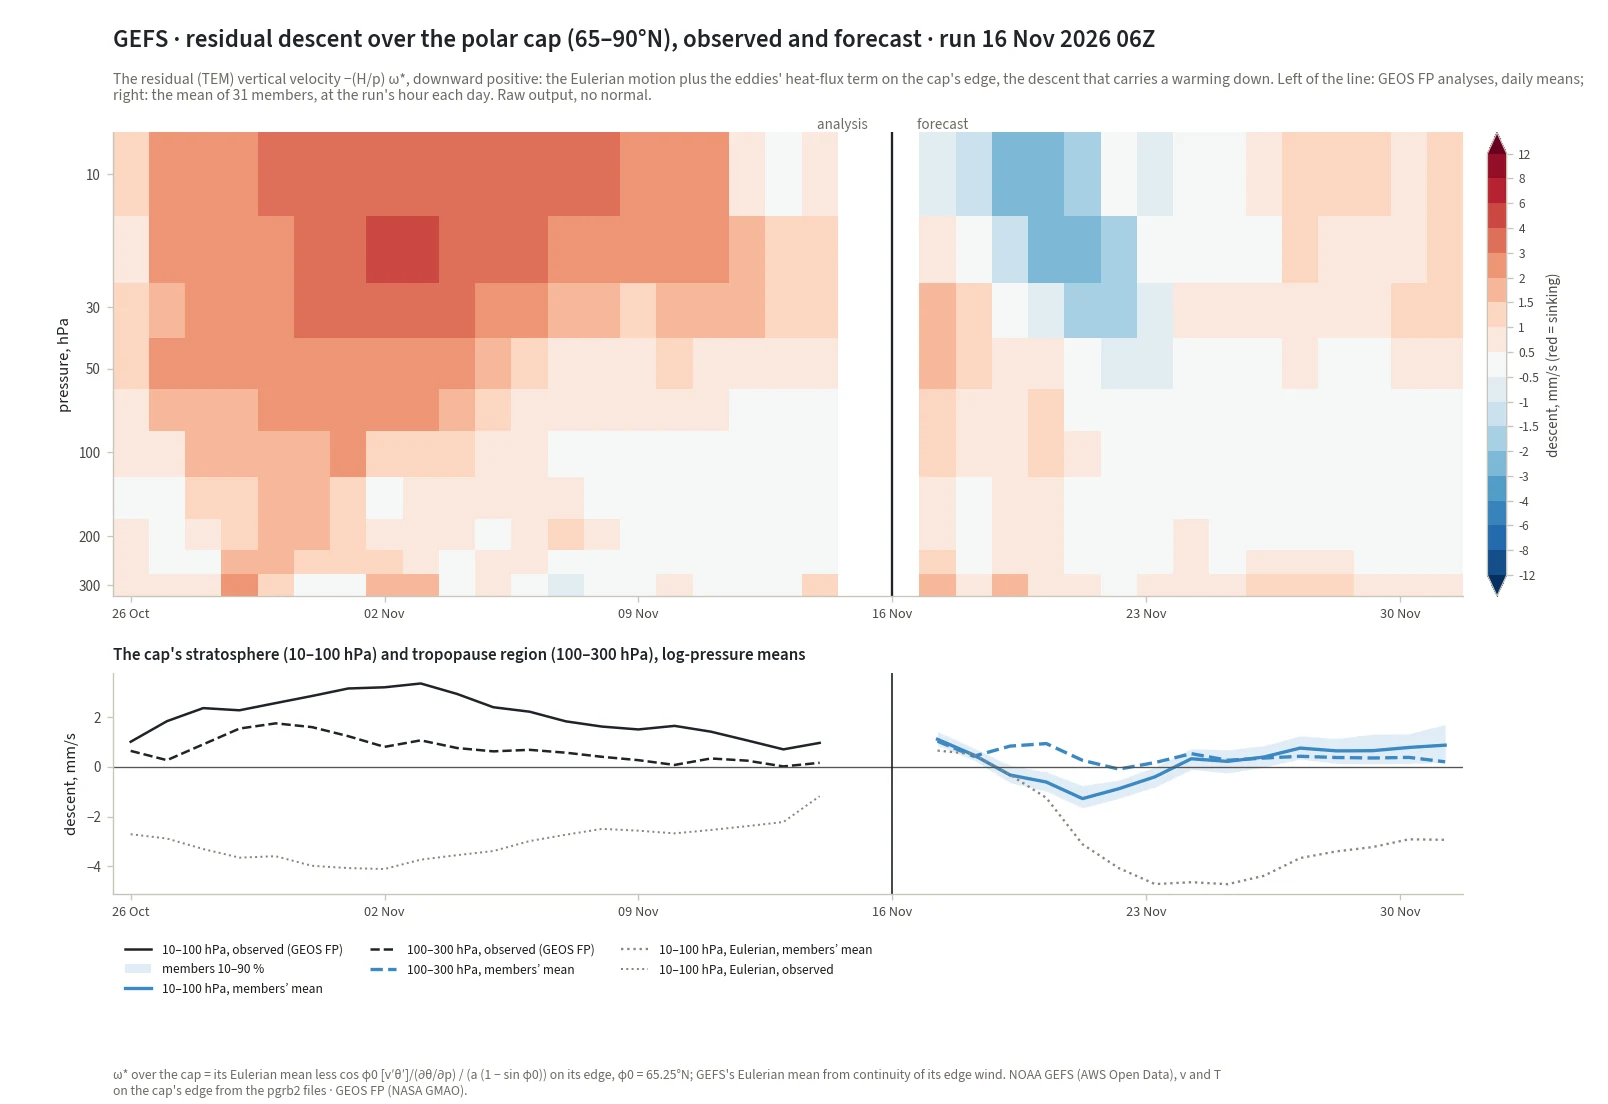 GEFS · residual descent over the polar cap (65–90°N), observed and forecast · run 16 Nov 2026 06Z
The residual (TEM) vertical velocity −(H/p) ω*, downward positive: the Eulerian motion plus the eddies' heat-flux term on the cap's edge, the descent that carries a warming down. Left of the line: GEOS FP analyses, daily means;
right: the mean of 31 members, at the run's hour each day. Raw output, no normal.
analysis
forecast
pressure, hPa
10
30
50
100
200
300
26 Oct
02 Nov
09 Nov
16 Nov
23 Nov
30 Nov
12
8
6
4
3
2
1.5
1
0.5
-0.5
-1
-1.5
-2
-3
-4
-6
-8
-12
descent, mm/s (red = sinking)
The cap's stratosphere (10–100 hPa) and tropopause region (100–300 hPa), log-pressure means
descent, mm/s
2
0
−2
−4
26 Oct
02 Nov
09 Nov
16 Nov
23 Nov
30 Nov
10–100 hPa, observed (GEOS FP)
members 10–90 %
10–100 hPa, members’ mean
100–300 hPa, observed (GEOS FP)
100–300 hPa, members’ mean
10–100 hPa, Eulerian, members’ mean
10–100 hPa, Eulerian, observed
ω* over the cap = its Eulerian mean less cos φ0 [v′θ′]/(∂θ/∂p) / (a (1 − sin φ0)) on its edge, φ0 = 65.25°N; GEFS's Eulerian mean from continuity of its edge wind. NOAA GEFS (AWS Open Data), v and T
on the cap's edge from the pgrb2 files · GEOS FP (NASA GMAO).